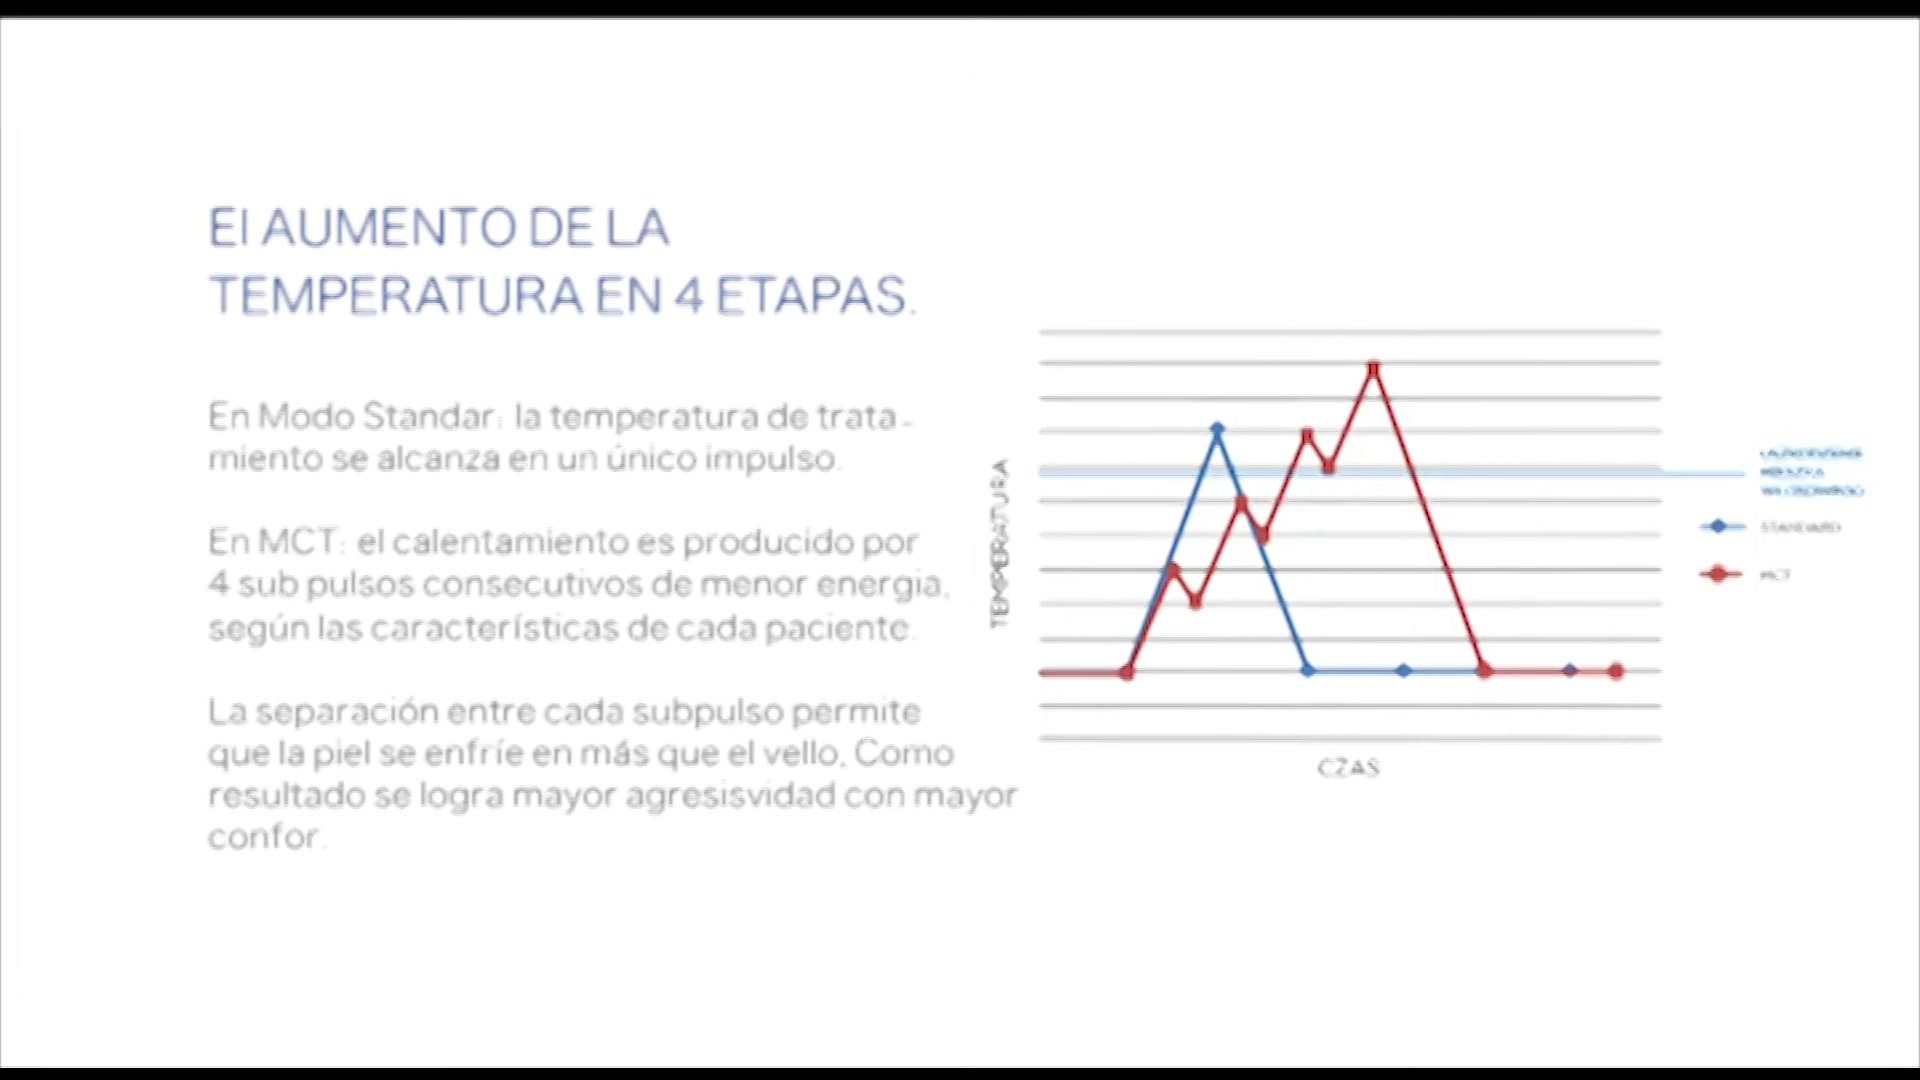 El AUMENTO DE LA
TEMPERATURA EN 4 ETAPAS.
En Modo Standar: la temperatura de trata-
miento se alcanza en un único impulso.
En MCT: el calentamiento es producido por
4 sub pulsos consecutivos de menor energia,
según las características de cada paciente.
La separación entre cada subpulso permite
que la piel se enfríe en más que el vello, Como
resultado se logra mayor agresisvidad con mayor
confor.
TEMPERATURA
CZAS
STANDARD
MCT